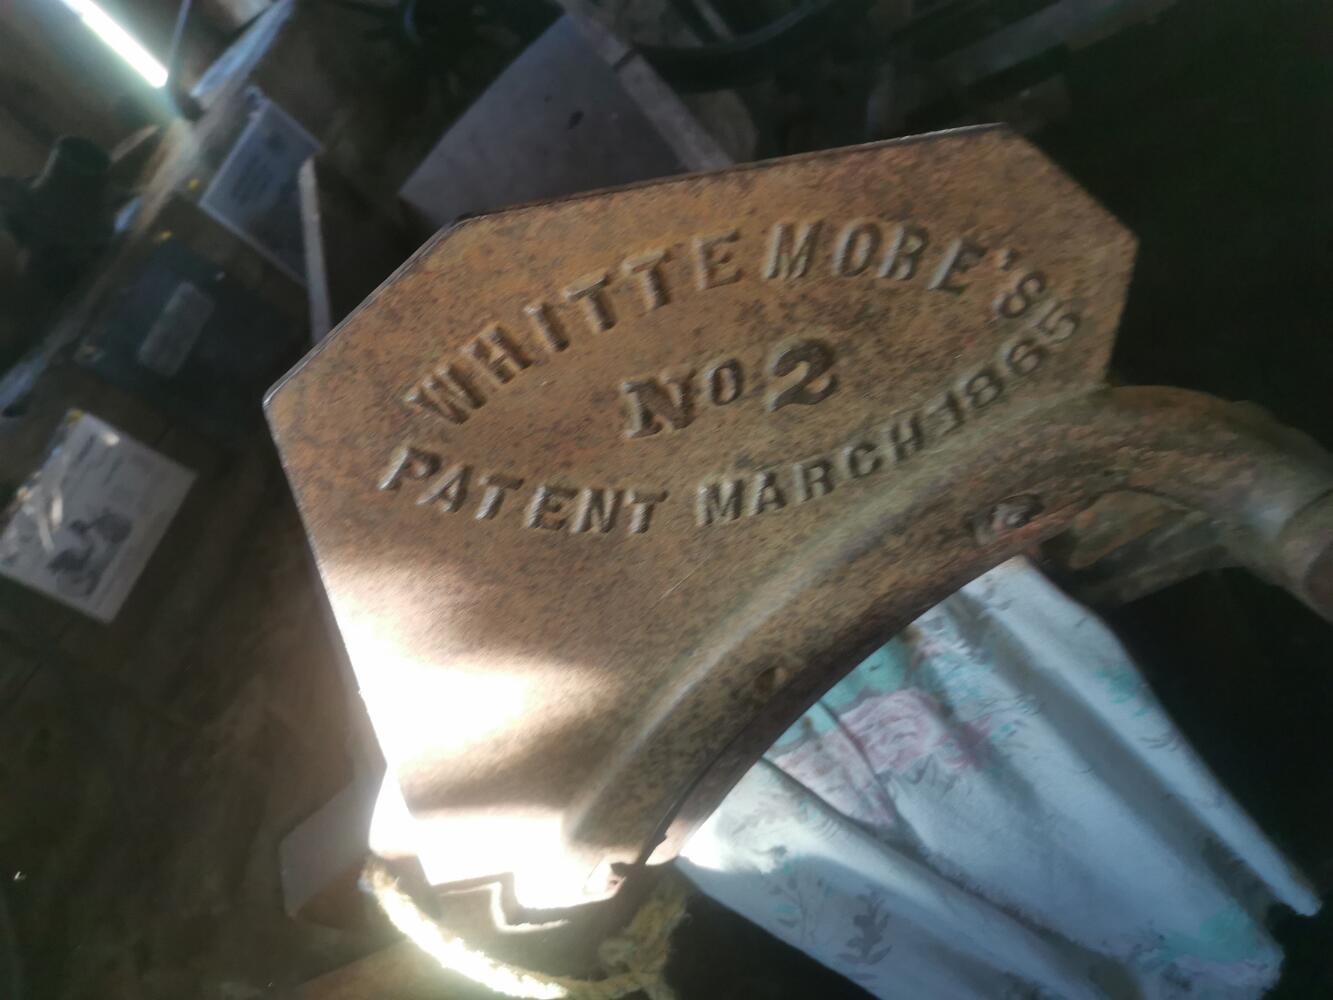 WHITTEMORE'S
No 2
PATENT MARCH 1865